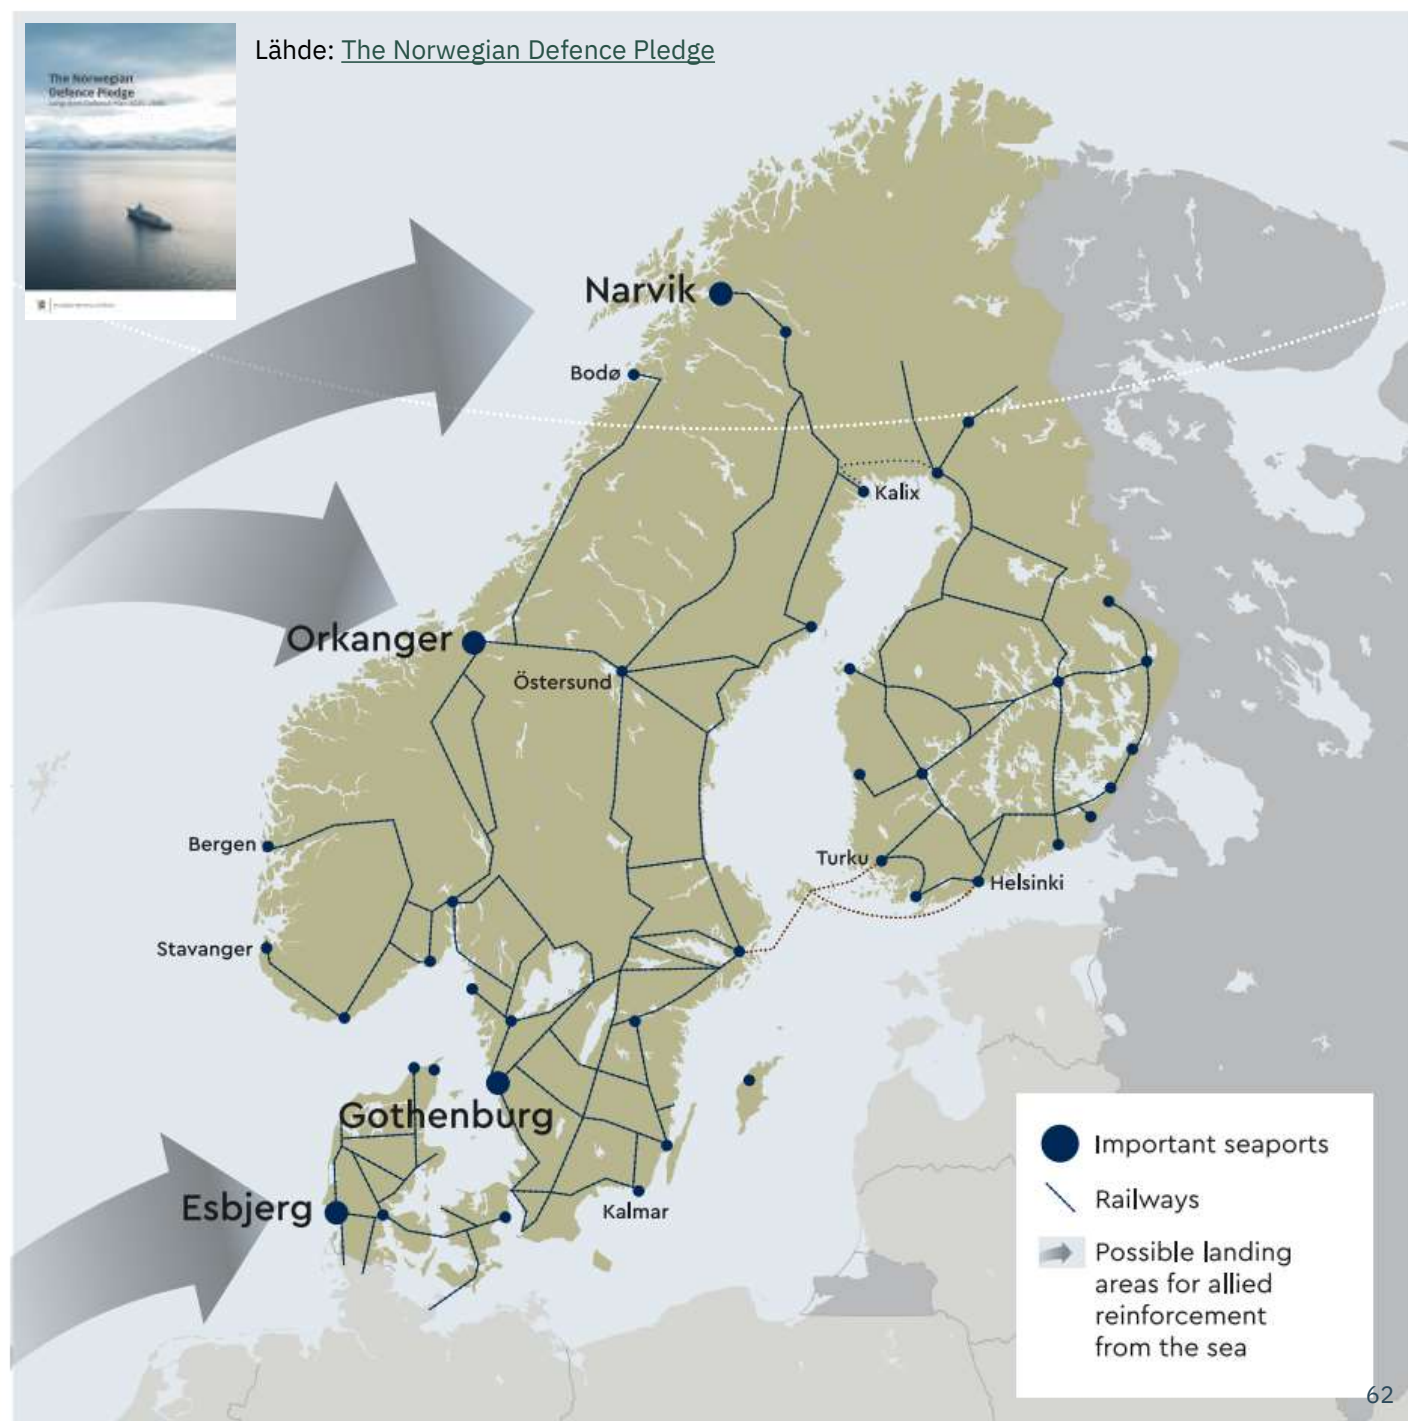 The Norwegian
Defence Pledge
Lähde: The Norwegian Defence Pledge
Narvik
Bodø
Kalix
Orkanger
Östersund
Bergen
Turku
Helsinki
Stavanger
Gothenburg
Esbjerg
Kalmar
Important seaports
Railways
Possible landing
areas for allied
reinforcement
from the sea
62